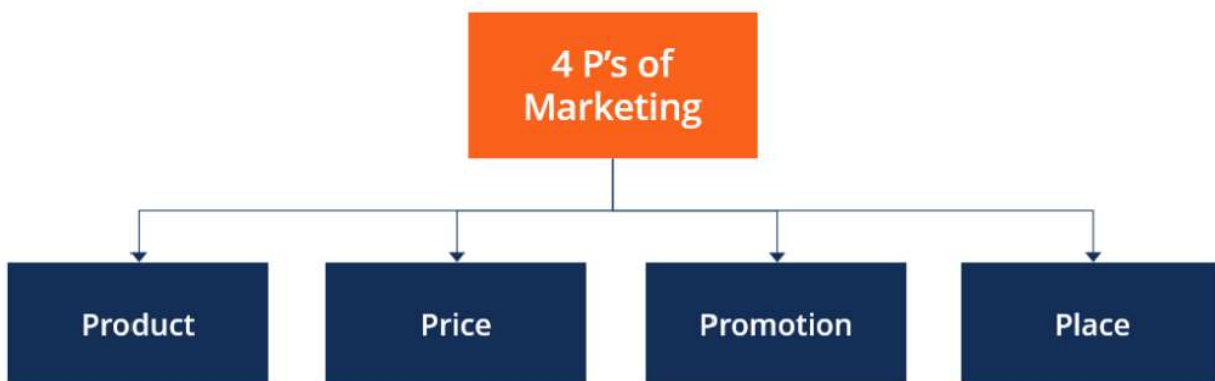 4 P’s of
Marketing
Product
Price
Promotion
Place